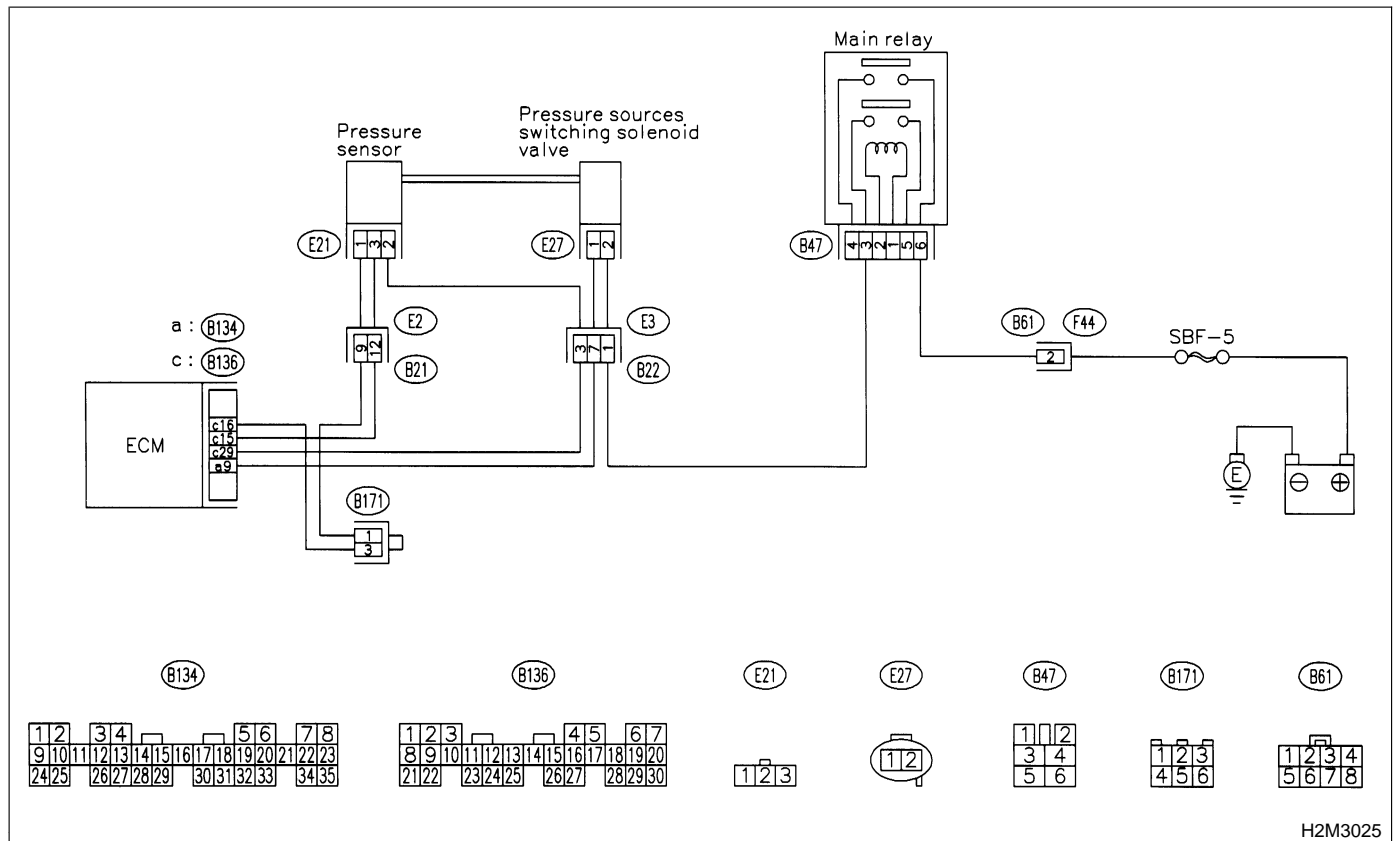 Main relay
Pressure sources
switching solenoid
valve
Pressure
sensor
E21
1 3 2
E27
1 2
B47
4 3 2 1 5 6
a : B134
c : B136
E2
9 12
B21
E3
3 7 1
B22
B61 F44
2
SBF-5
ECM
c16
c15
c29
a9
B171
1
3
E
⊖ ⊕
B134
1 2 3 4 5 6 7 8
9 10 11 12 13 14 15 16 17 18 19 20 21 22 23
24 25 26 27 28 29 30 31 32 33 34 35
B136
1 2 3 4 5 6 7
8 9 10 11 12 13 14 15 16 17 18 19 20
21 22 23 24 25 26 27 28 29 30
E21
1 2 3
E27
1 2
B47
1 2
3 4
5 6
B171
1 2 3
4 5 6
B61
1 2 3 4
5 6 7 8
H2M3025